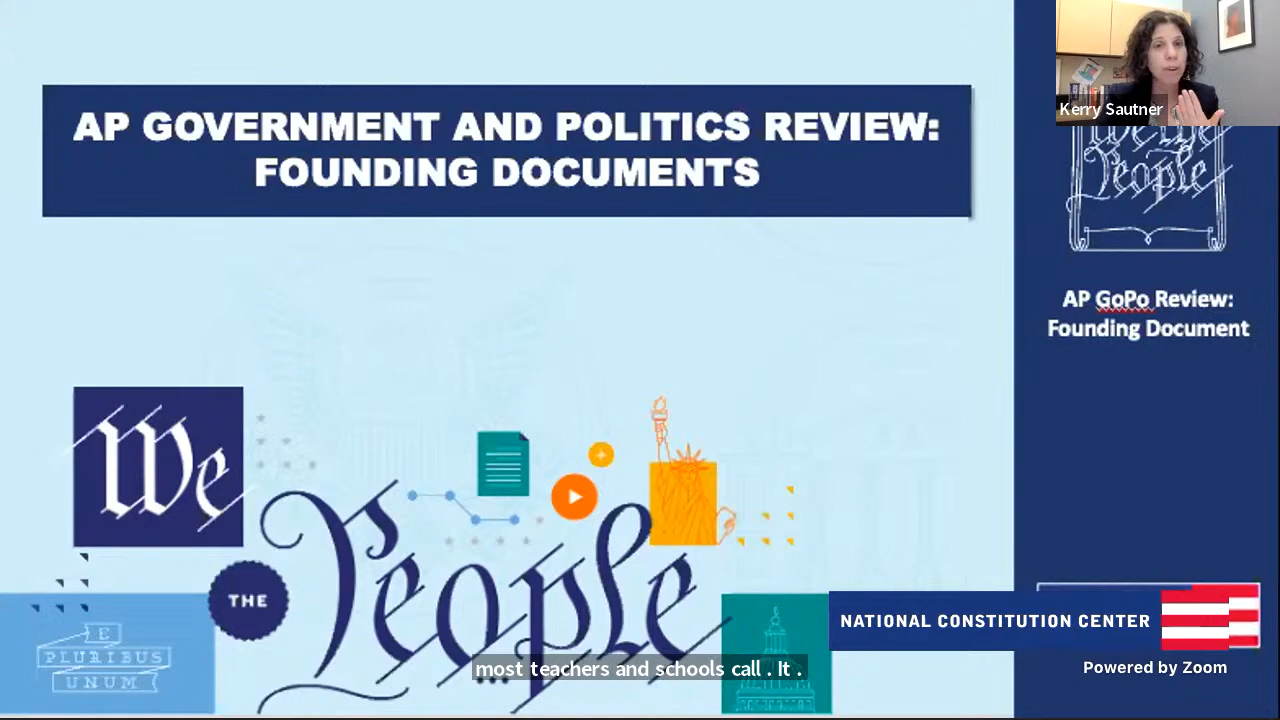 AP GOVERNMENT AND POLITICS REVIEW:
FOUNDING DOCUMENTS
Kerry Sautner
We the
People
AP GoPo Review:
Founding Document
We
THE
People
E
PLURIBUS
UNUM
NATIONAL CONSTITUTION CENTER
most teachers and schools call . It .
Powered by Zoom